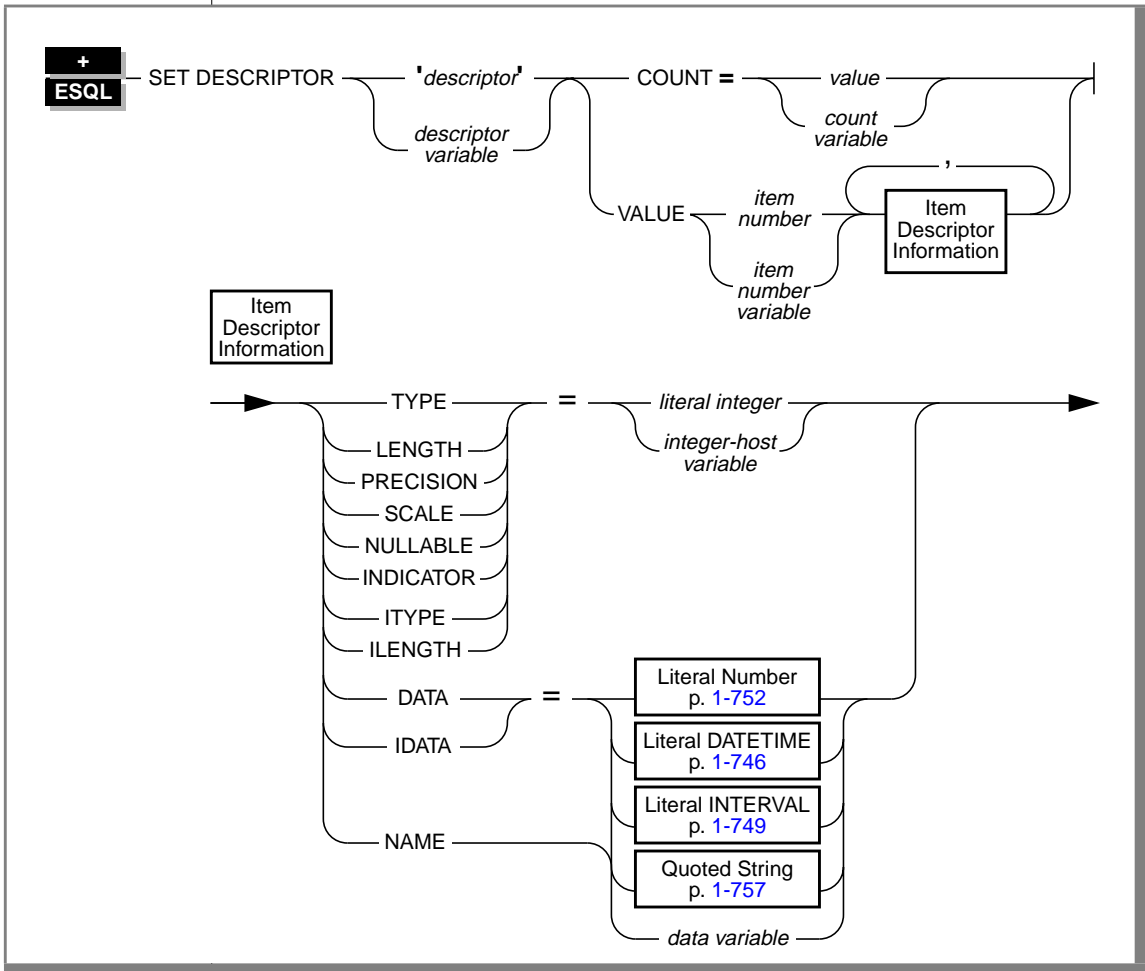 +
ESQL
SET DESCRIPTOR
'descriptor'
descriptor
variable
COUNT =
value
count
variable
VALUE
item
number
item
number
variable
,
Item
Descriptor
Information
Item
Descriptor
Information
TYPE
LENGTH
PRECISION
SCALE
NULLABLE
INDICATOR
ITYPE
ILENGTH
=
literal integer
integer-host
variable
DATA
IDATA
=
NAME
Literal Number
p. 1-752
Literal DATETIME
p. 1-746
Literal INTERVAL
p. 1-749
Quoted String
p. 1-757
data variable